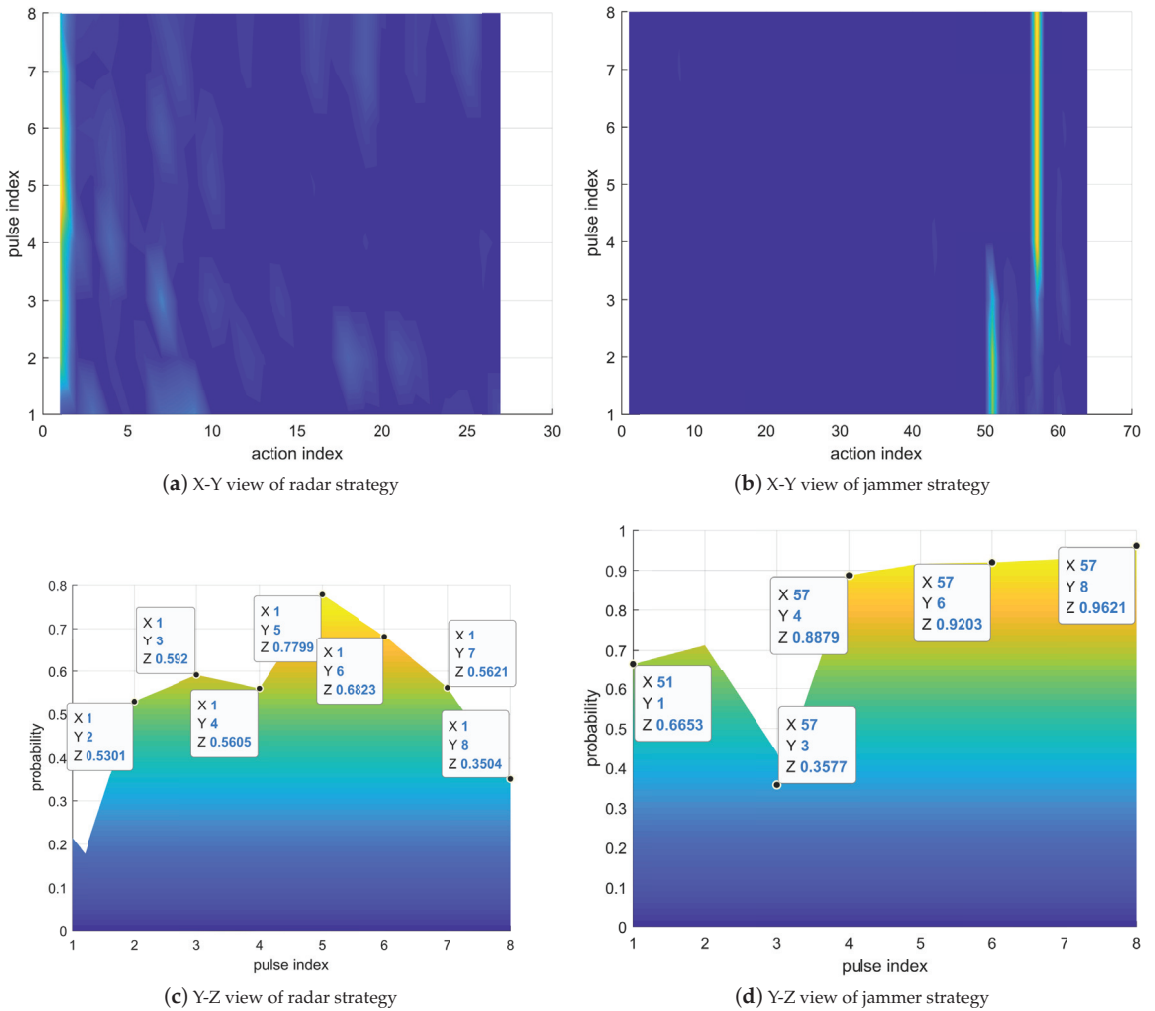 8
7
6
5
4
3
2
1
pulse index
0 5 10 15 20 25 30
action index
(a) X-Y view of radar strategy
8
7
6
5
4
3
2
1
pulse index
0 10 20 30 40 50 60 70
action index
(b) X-Y view of jammer strategy
0.8
0.7
0.6
0.5
0.4
0.3
0.2
0.1
0
probability
X 1
Y 2
Z 0.5301
X 1
Y 3
Z 0.592
X 1
Y 4
Z 0.5605
X 1
Y 5
Z 0.7799
X 1
Y 6
Z 0.6823
X 1
Y 7
Z 0.5621
X 1
Y 8
Z 0.3504
1 2 3 4 5 6 7 8
pulse index
(c) Y-Z view of radar strategy
1
0.9
0.8
0.7
0.6
0.5
0.4
0.3
0.2
0.1
0
probability
X 51
Y 1
Z 0.6653
X 57
Y 3
Z 0.3577
X 57
Y 4
Z 0.8879
X 57
Y 6
Z 0.9203
X 57
Y 8
Z 0.9621
1 2 3 4 5 6 7 8
pulse index
(d) Y-Z view of jammer strategy